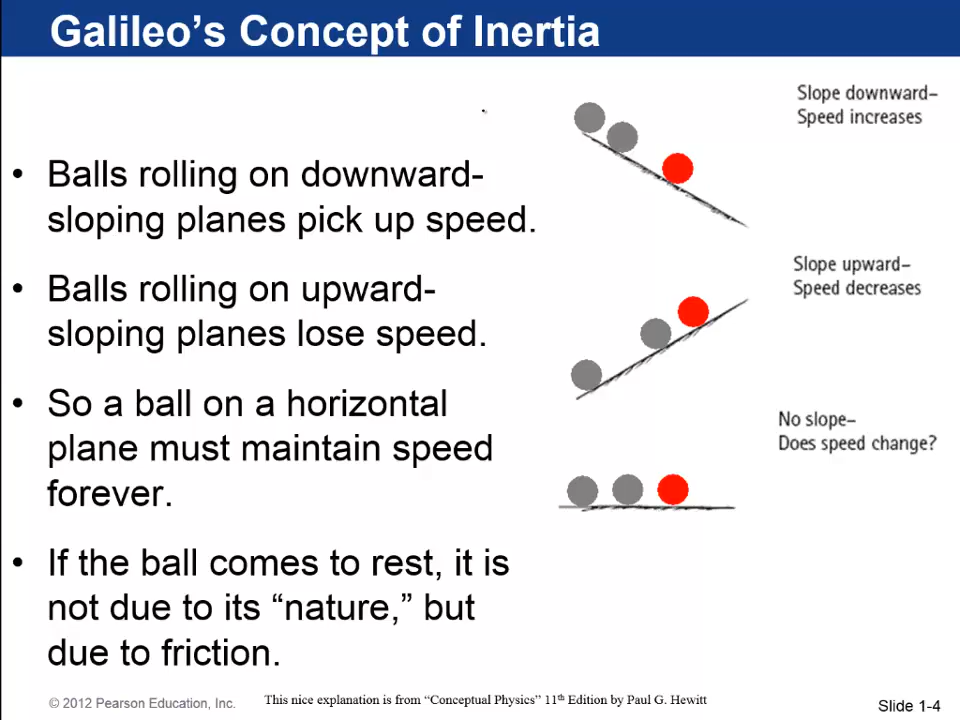 Galileo’s Concept of Inertia
• Balls rolling on downward-
sloping planes pick up speed.
• Balls rolling on upward-
sloping planes lose speed.
• So a ball on a horizontal
plane must maintain speed
forever.
• If the ball comes to rest, it is
not due to its “nature,” but
due to friction.
Slope downward–
Speed increases
Slope upward–
Speed decreases
No slope–
Does speed change?
© 2012 Pearson Education, Inc.
This nice explanation is from “Conceptual Physics” 11th Edition by Paul G. Hewitt
Slide 1-4